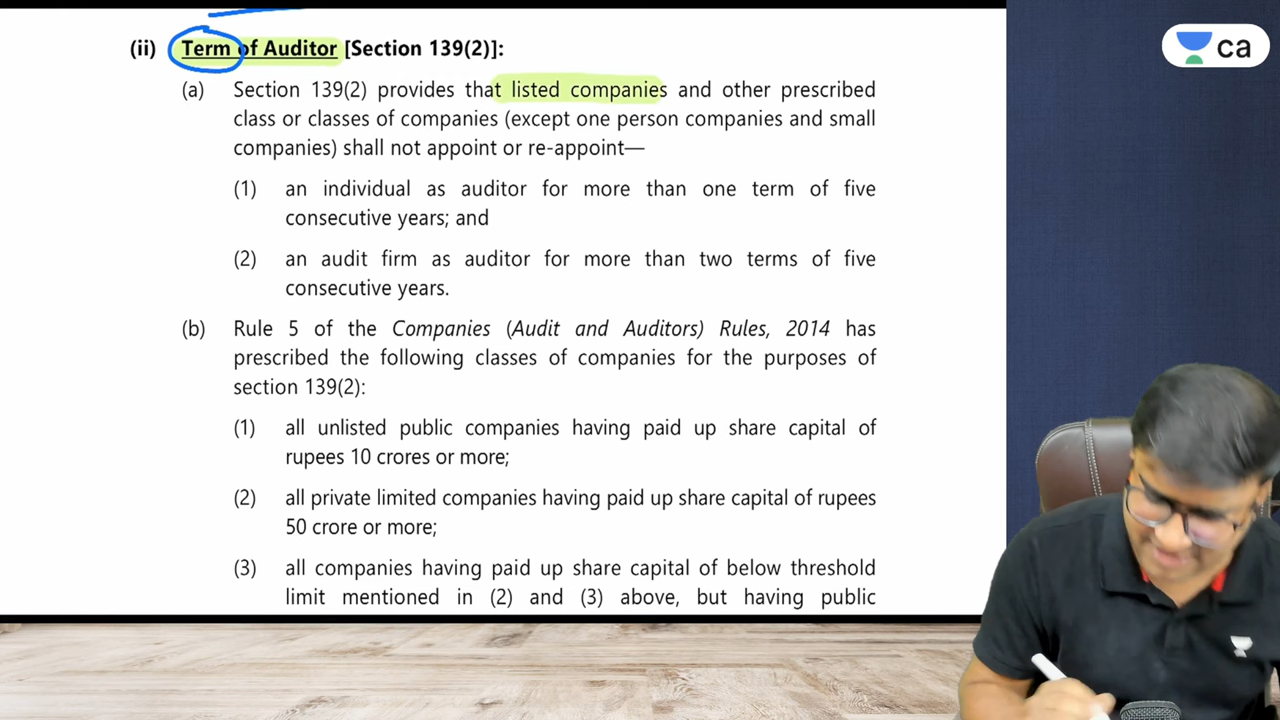 (ii) Term of Auditor [Section 139(2)]:
ca
(a) Section 139(2) provides that listed companies and other prescribed
class or classes of companies (except one person companies and small
companies) shall not appoint or re-appoint—
(1) an individual as auditor for more than one term of five
consecutive years; and
(2) an audit firm as auditor for more than two terms of five
consecutive years.
(b) Rule 5 of the Companies (Audit and Auditors) Rules, 2014 has
prescribed the following classes of companies for the purposes of
section 139(2):
(1) all unlisted public companies having paid up share capital of
rupees 10 crores or more;
(2) all private limited companies having paid up share capital of rupees
50 crore or more;
(3) all companies having paid up share capital of below threshold
limit mentioned in (2) and (3) above, but having public